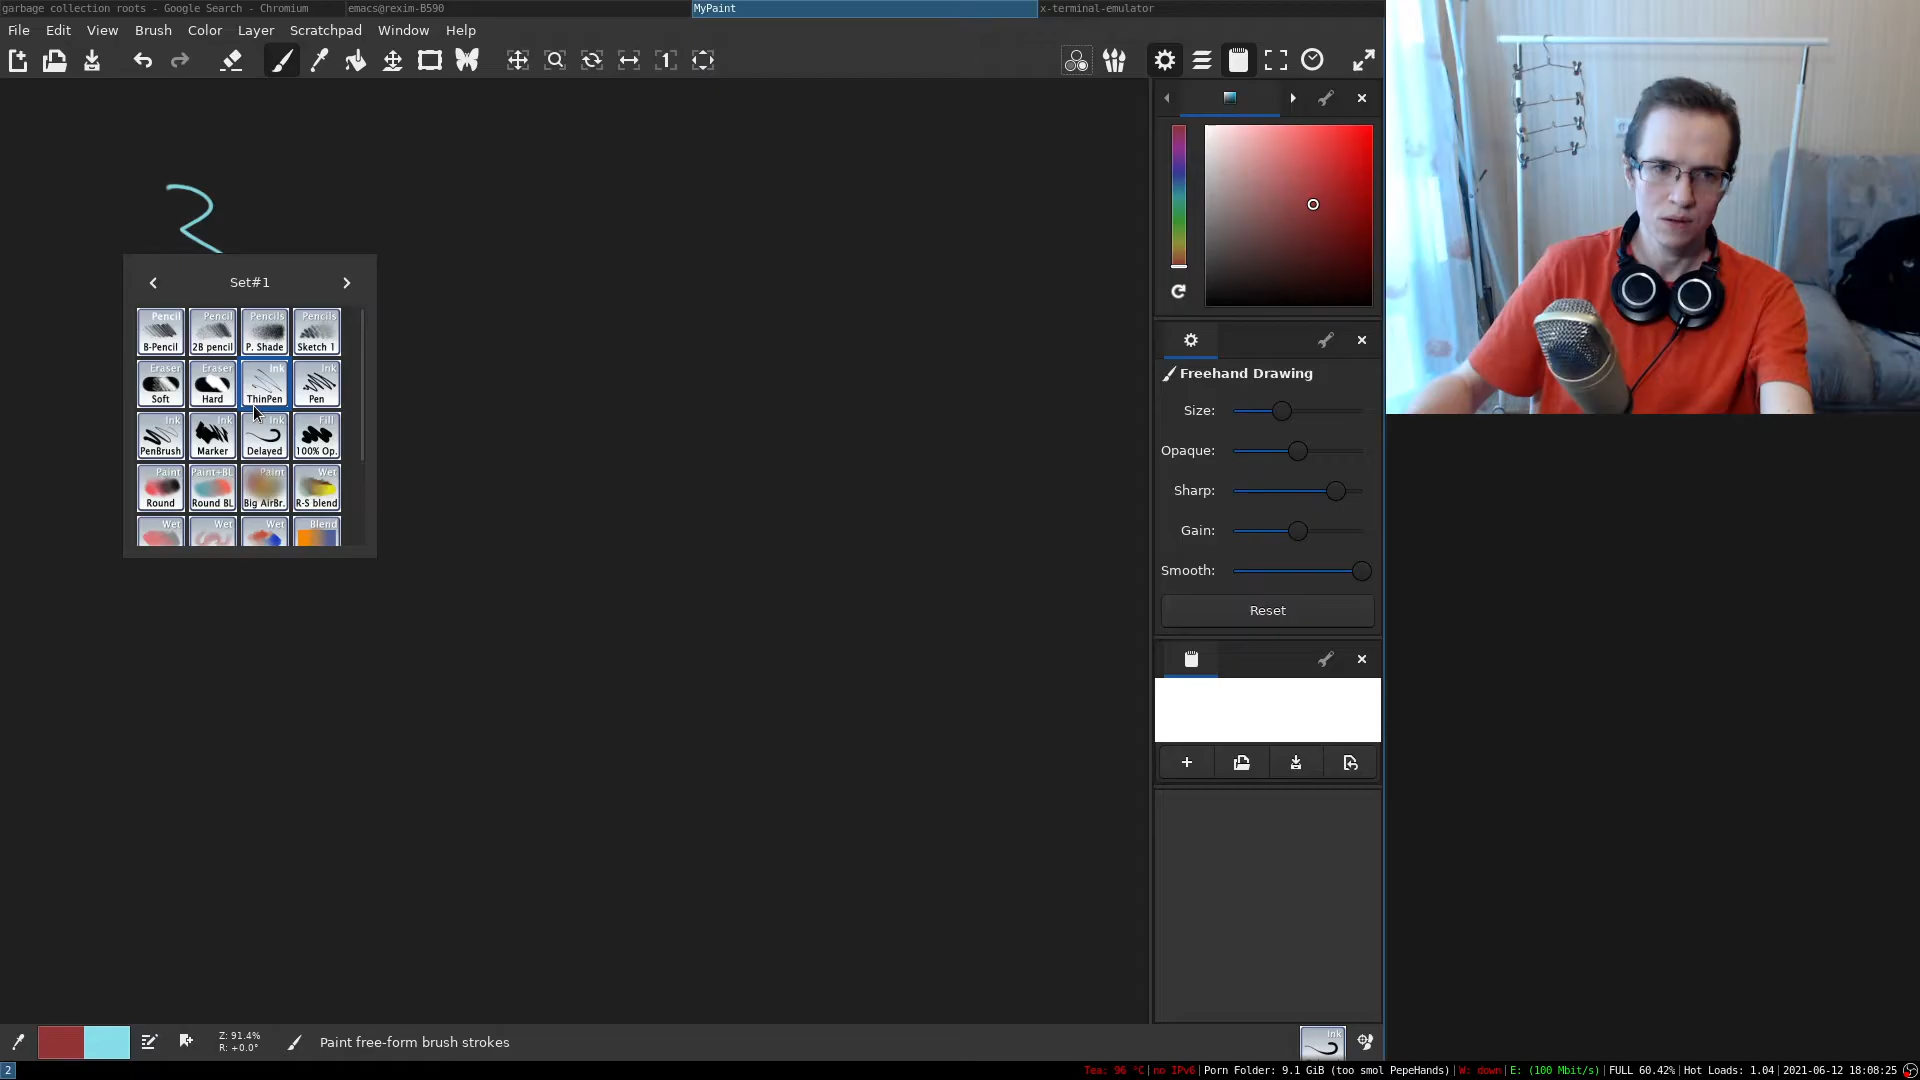 garbage collection roots - Google Search - Chromium
emacs@rexim-B590
MyPaint
x-terminal-emulator
File Edit View Brush Color Layer Scratchpad Window Help
Set#1
Pencil Pencil Pencils Pencils
B-Pencil 2B pencil P. Shade Sketch 1
Eraser Eraser Ink Ink
Soft Hard ThinPen Pen
Ink Ink Ink Fill
PenBrush Marker Delayed 100% Op.
Paint Paint+BL Paint Wet
Round Round BL Big AirBr. R-S blend
Wet Wet Wet Blend
Freehand Drawing
Size:
Opaque:
Sharp:
Gain:
Smooth:
Reset
Z: 91.4%
R: +0.0°
Paint free-form brush strokes
Ink
2
Tea: 96 °C|no IPv6|Porn Folder: 9.1 GiB (too smol PepeHands)|W: down|E: (100 Mbit/s)|FULL 60.42%|Hot Loads: 1.04|2021-06-12 18:08:25